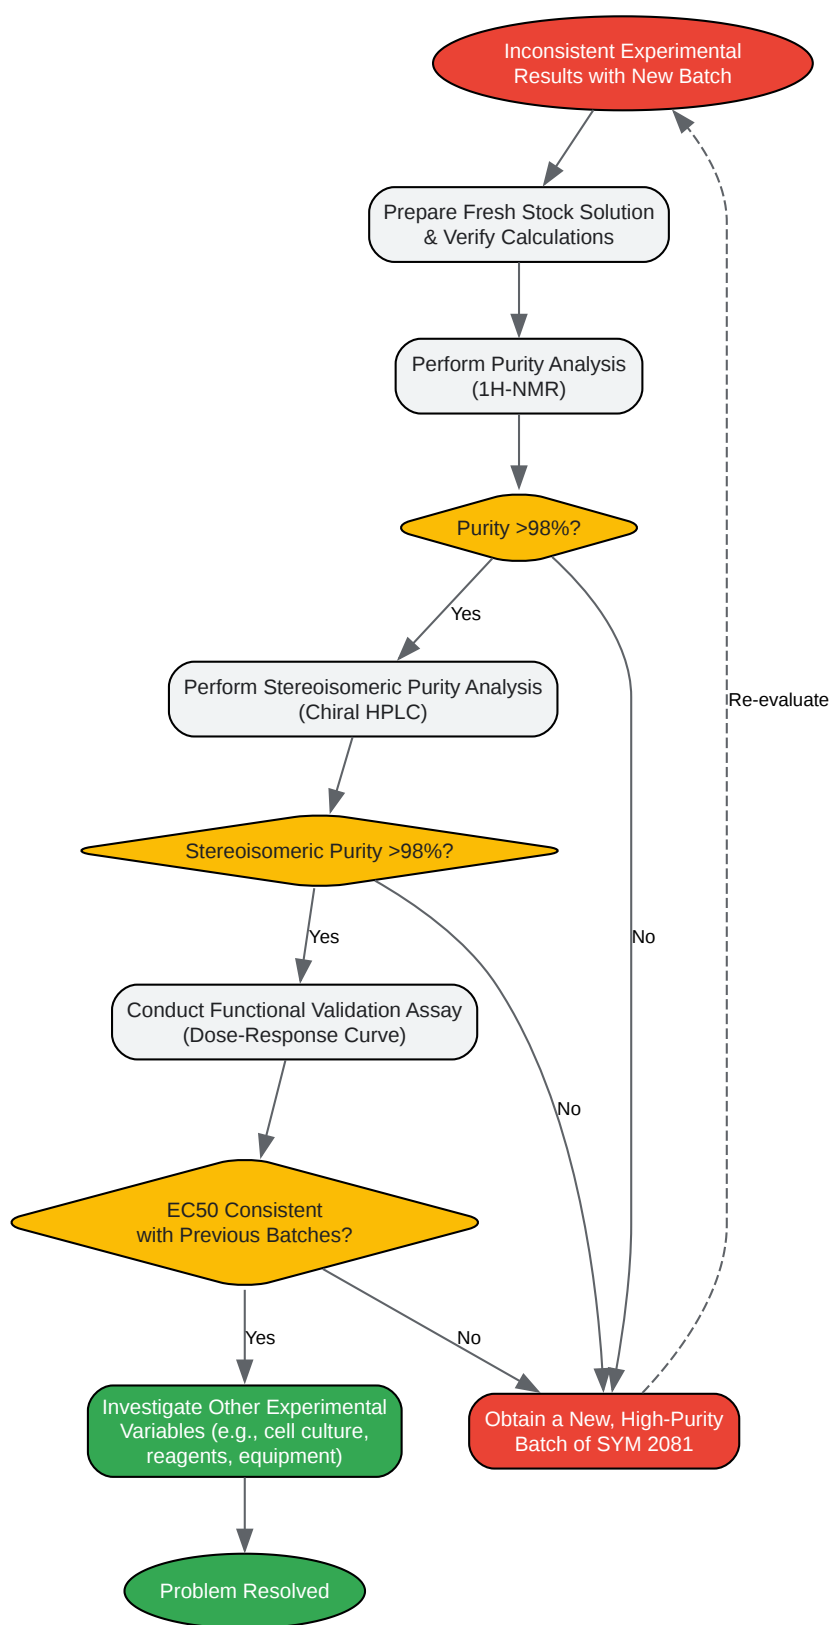 Inconsistent Experimental
Results with New Batch
Prepare Fresh Stock Solution
& Verify Calculations
Perform Purity Analysis
(1H-NMR)
Purity >98%?
Yes
Perform Stereoisomeric Purity Analysis
(Chiral HPLC)
Re-evaluate
Stereoisomeric Purity >98%?
Yes
No
Conduct Functional Validation Assay
(Dose-Response Curve)
No
EC50 Consistent
with Previous Batches?
Yes
No
Investigate Other Experimental
Variables (e.g., cell culture,
reagents, equipment)
Obtain a New, High-Purity
Batch of SYM 2081
Problem Resolved